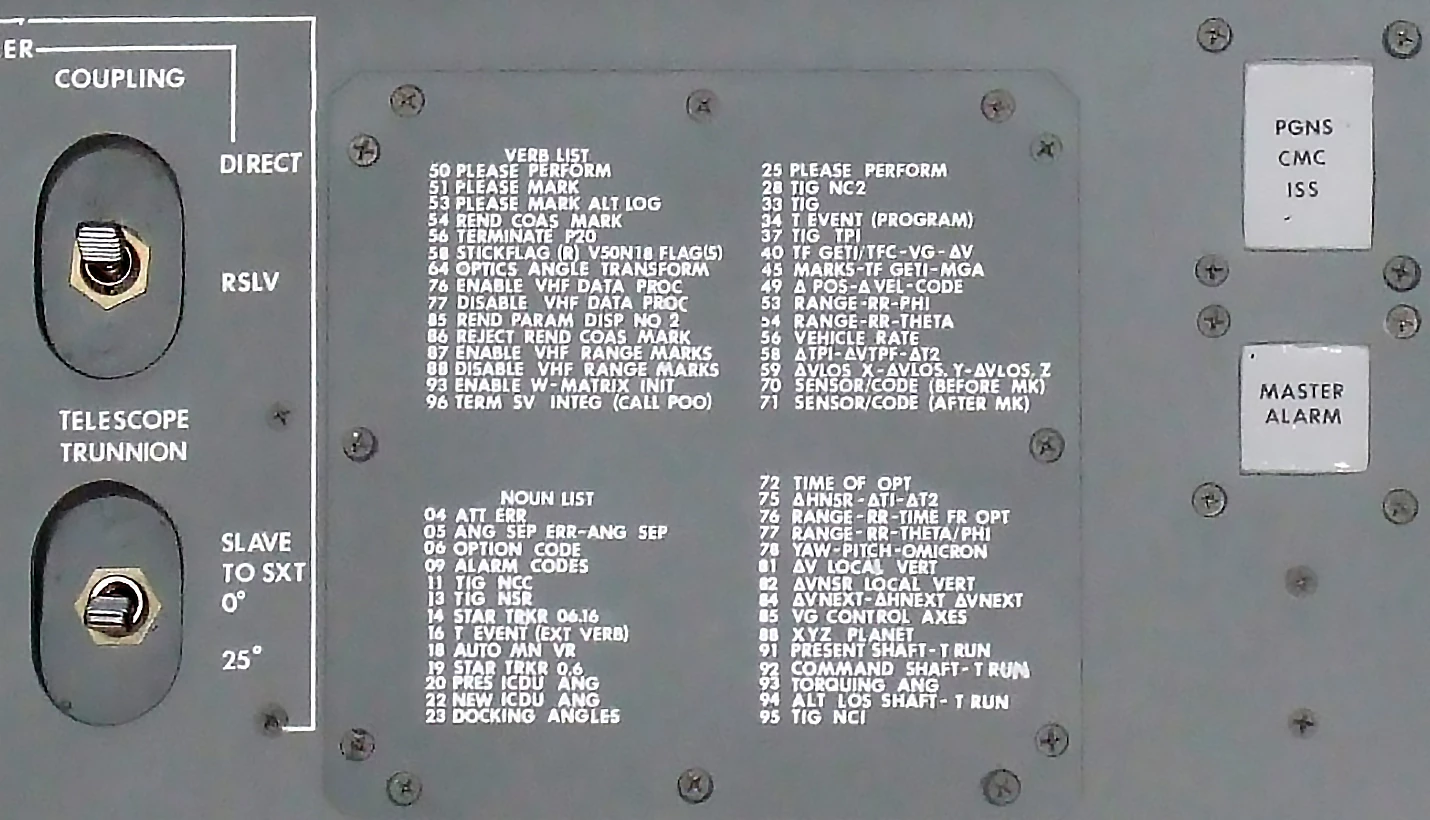 ER
COUPLING
DIRECT
RSLV
TELESCOPE
TRUNNION
SLAVE
TO SXT
0°
25°
VERB LIST
50 PLEASE PERFORM
51 PLEASE MARK
53 PLEASE MARK ALT LOG
54 REND COAS MARK
56 TERMINATE P20
58 STICKFLAG (R) V50N18 FLAG(S)
64 OPTICS ANGLE TRANSFORM
76 ENABLE VHF DATA PROC
77 DISABLE VHF DATA PROC
85 REND PARAM DISP NO 2
86 REJECT REND COAS MARK
87 ENABLE VHF RANGE MARKS
88 DISABLE VHF RANGE MARKS
93 ENABLE W-MATRIX INIT
96 TERM SV INTEG (CALL POO)
NOUN LIST
04 ATT ERR
05 ANG SEP ERR-ANG SEP
06 OPTION CODE
09 ALARM CODES
11 TIG NCC
13 TIG NSR
14 STAR TRKR 06.16
16 T EVENT (EXT VERB)
18 AUTO MN VR
19 STAR TRKR 0,6
20 PRES ICDU ANG
22 NEW ICDU ANG
23 DOCKING ANGLES
25 PLEASE PERFORM
28 TIG NC2
33 TIG
34 T EVENT (PROGRAM)
37 TIG TPI
40 TF GETI/TFC-VG-ΔV
45 MARKS-TF GETI-MGA
49 Δ POS-Δ VEL-CODE
53 RANGE-RR-PHI
54 RANGE-RR-THETA
56 VEHICLE RATE
58 ΔTPI-ΔVTPF-ΔT2
59 ΔVLOS X-ΔVLOS, Y-ΔVLOS, Z
70 SENSOR/CODE (BEFORE MK)
71 SENSOR/CODE (AFTER MK)
72 TIME OF OPT
75 ΔHNSR-ΔT1-ΔT2
76 RANGE-RR-TIME FR OPT
77 RANGE-RR-THETA/PHI
78 YAW-PITCH-OMICRON
81 ΔV LOCAL VERT
82 ΔVNSR LOCAL VERT
84 ΔVNEXT-ΔHNEXT ΔVNEXT
85 VG CONTROL AXES
88 XYZ PLANET
91 PRESENT SHAFT-T RUN
92 COMMAND SHAFT-T RUN
93 TORQUING ANG
94 ALT LOS SHAFT-T RUN
95 TIG NC1
PGNS
CMC
ISS
MASTER
ALARM